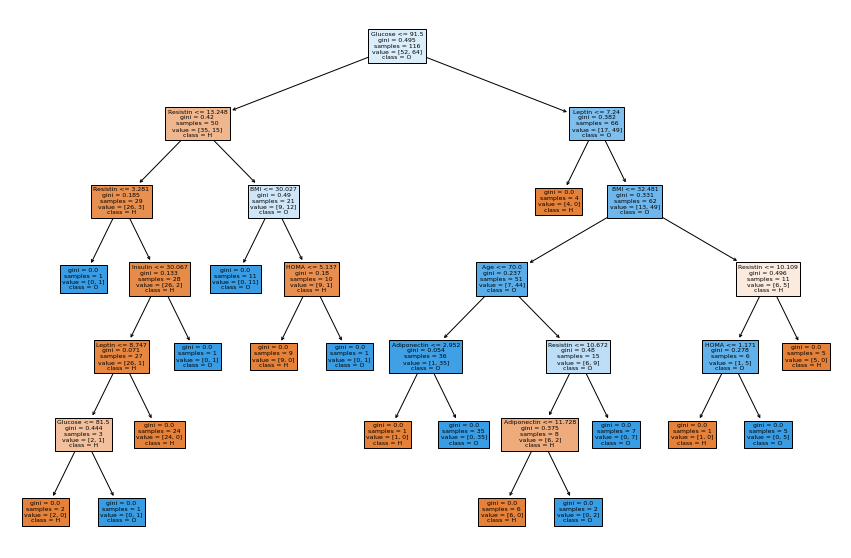 Glucose <= 91.5
gini = 0.495
samples = 116
value = [52, 64]
class = O
Resistin <= 13.248
gini = 0.42
samples = 50
value = [35, 15]
class = H
Leptin <= 7.24
gini = 0.382
samples = 66
value = [17, 49]
class = O
Resistin <= 3.281
gini = 0.185
samples = 29
value = [26, 3]
class = H
BMI <= 30.027
gini = 0.49
samples = 21
value = [9, 12]
class = O
gini = 0.0
samples = 4
value = [4, 0]
class = H
BMI <= 32.481
gini = 0.331
samples = 62
value = [13, 49]
class = O
gini = 0.0
samples = 1
value = [0, 1]
class = O
Insulin <= 30.067
gini = 0.133
samples = 28
value = [26, 2]
class = H
gini = 0.0
samples = 11
value = [0, 11]
class = O
HOMA <= 5.137
gini = 0.18
samples = 10
value = [9, 1]
class = H
Age <= 70.0
gini = 0.237
samples = 51
value = [7, 44]
class = O
Resistin <= 10.109
gini = 0.496
samples = 11
value = [6, 5]
class = H
Leptin <= 8.747
gini = 0.071
samples = 27
value = [26, 1]
class = H
gini = 0.0
samples = 1
value = [0, 1]
class = O
gini = 0.0
samples = 9
value = [9, 0]
class = H
gini = 0.0
samples = 1
value = [0, 1]
class = O
Adiponectin <= 2.952
gini = 0.054
samples = 36
value = [1, 35]
class = O
Resistin <= 10.672
gini = 0.48
samples = 15
value = [6, 9]
class = O
HOMA <= 1.171
gini = 0.278
samples = 6
value = [1, 5]
class = O
gini = 0.0
samples = 5
value = [5, 0]
class = H
Glucose <= 81.5
gini = 0.444
samples = 3
value = [2, 1]
class = H
gini = 0.0
samples = 24
value = [24, 0]
class = H
gini = 0.0
samples = 1
value = [1, 0]
class = H
gini = 0.0
samples = 35
value = [0, 35]
class = O
Adiponectin <= 11.728
gini = 0.375
samples = 8
value = [6, 2]
class = H
gini = 0.0
samples = 7
value = [0, 7]
class = O
gini = 0.0
samples = 1
value = [1, 0]
class = H
gini = 0.0
samples = 5
value = [0, 5]
class = O
gini = 0.0
samples = 2
value = [2, 0]
class = H
gini = 0.0
samples = 1
value = [0, 1]
class = O
gini = 0.0
samples = 6
value = [6, 0]
class = H
gini = 0.0
samples = 2
value = [0, 2]
class = O